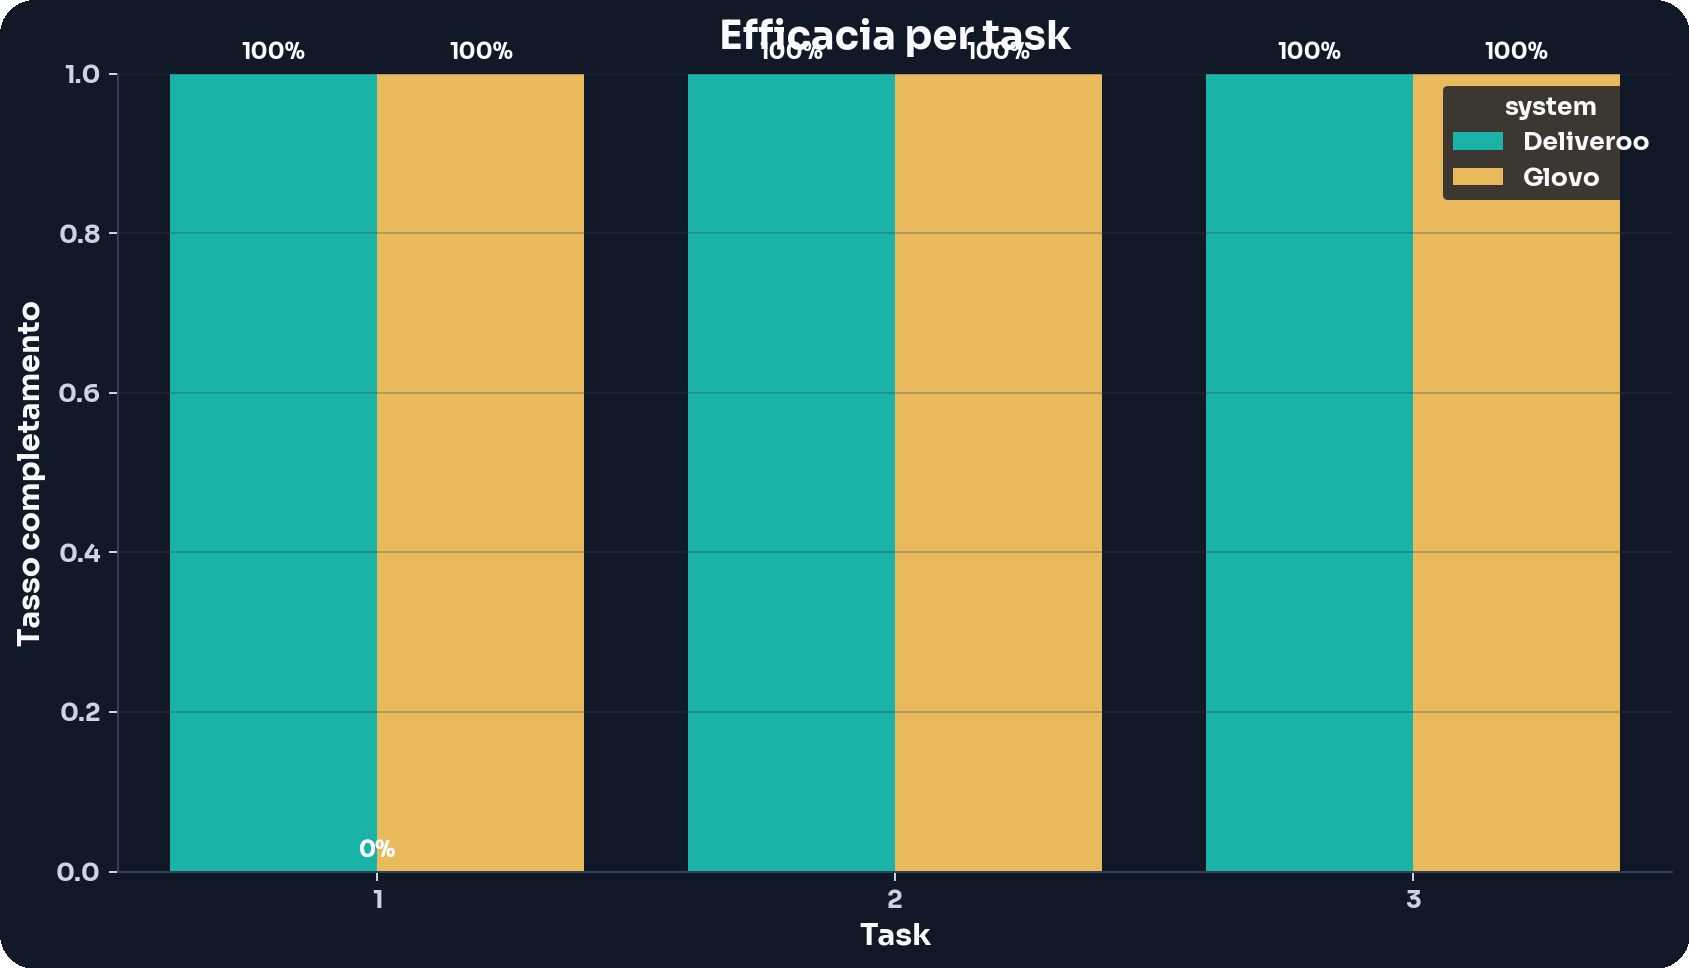 Efficacia per task
100% 100% 100% 100% 100% 100%
system
Deliveroo
Glovo
1.0
0.8
0.6
0.4
0.2
0.0
Tasso completamento
0%
1 2 3
Task